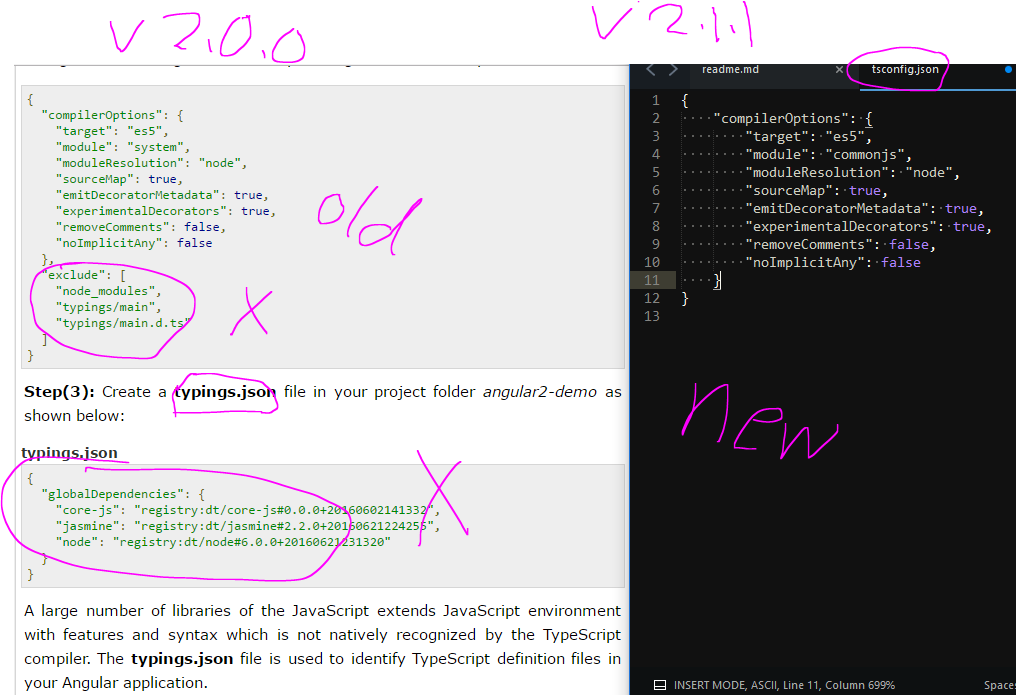 v 2.0.0
v 2.1.1
{
"compilerOptions": {
"target": "es5",
"module": "system",
"moduleResolution": "node",
"sourceMap": true,
"emitDecoratorMetadata": true,
"experimentalDecorators": true,
"removeComments": false,
"noImplicitAny": false
},
"exclude": [
"node_modules",
"typings/main",
"typings/main.d.ts"
]
}
old
X
Step(3): Create a typings.json file in your project folder angular2-demo as
shown below:
typings.json
{
"globalDependencies": {
"core-js": "registry:dt/core-js#0.0.0+20160602141332",
"jasmine": "registry:dt/jasmine#2.2.0+20160621224255",
"node": "registry:dt/node#6.0.0+20160621231320"
}
}
X
A large number of libraries of the JavaScript extends JavaScript environment
with features and syntax which is not natively recognized by the TypeScript
compiler. The typings.json file is used to identify TypeScript definition files in
your Angular application.
readme.md × tsconfig.json
1 {
2 "compilerOptions": {
3 "target": "es5",
4 "module": "commonjs",
5 "moduleResolution": "node",
6 "sourceMap": true,
7 "emitDecoratorMetadata": true,
8 "experimentalDecorators": true,
9 "removeComments": false,
10 "noImplicitAny": false
11 }
12 }
13
new
INSERT MODE, ASCII, Line 11, Column 699% Spaces